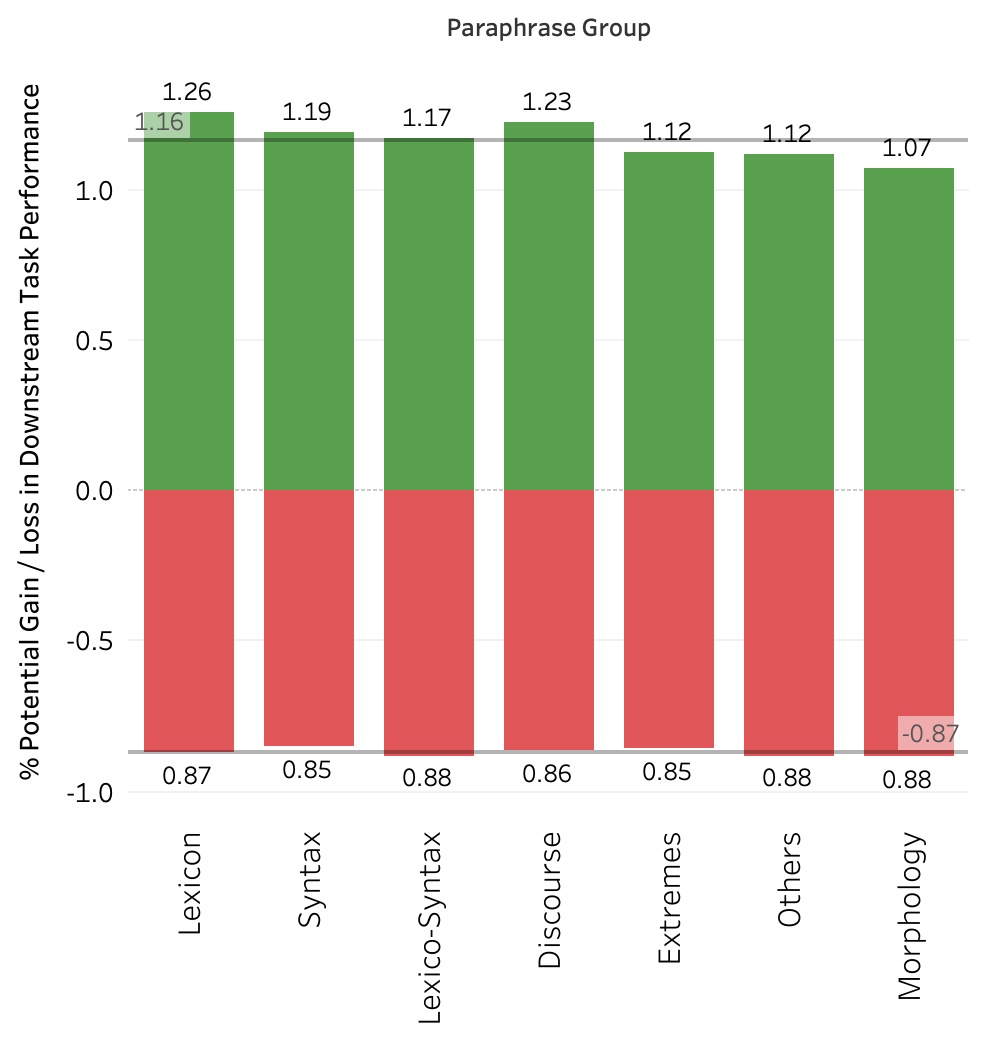 Paraphrase Group
% Potential Gain / Loss in Downstream Task Performance
1.26
1.19
1.17
1.23
1.12
1.12
1.07
1.16
1.0
0.5
0.0
-0.5
-1.0
-0.87
0.87
0.85
0.88
0.86
0.85
0.88
0.88
Lexicon
Syntax
Lexico-Syntax
Discourse
Extremes
Others
Morphology